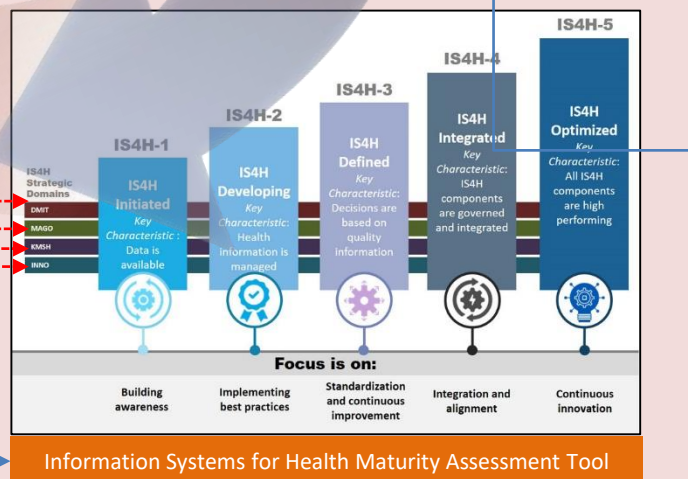 IS4H-5
IS4H-4
IS4H-3
IS4H-2
IS4H-1
IS4H
Strategic
Domains
DMIT
MAGO
KMSH
INNO
IS4H
Initiated
Key
Characteristic :
Data is
available
IS4H
Developing
Key
Characteristic:
Health
information is
managed
IS4H
Defined
Key
Characteristic:
Decisions are
based on
quality
information
IS4H
Integrated
Key
Characteristic:
IS4H
components
are governed
and integrated
IS4H
Optimized
Key
Characteristic:
All IS4H
components
are high
performing
Focus is on:
Building
awareness
Implementing
best practices
Standardization
and continuous
improvement
Integration and
alignment
Continuous
innovation
Information Systems for Health Maturity Assessment Tool